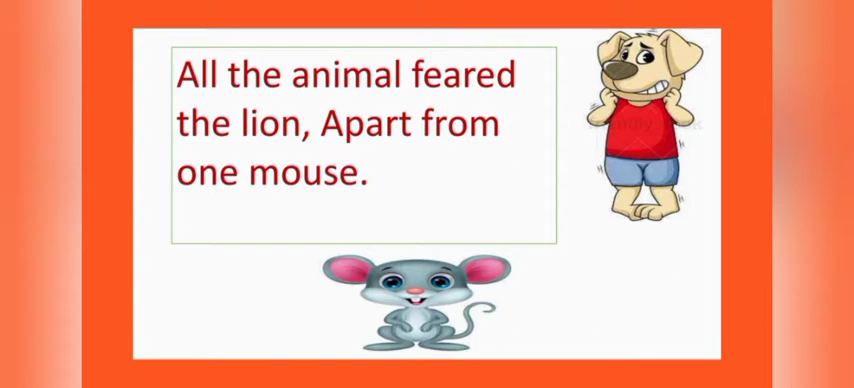 All the animal feared
the lion, Apart from
one mouse.